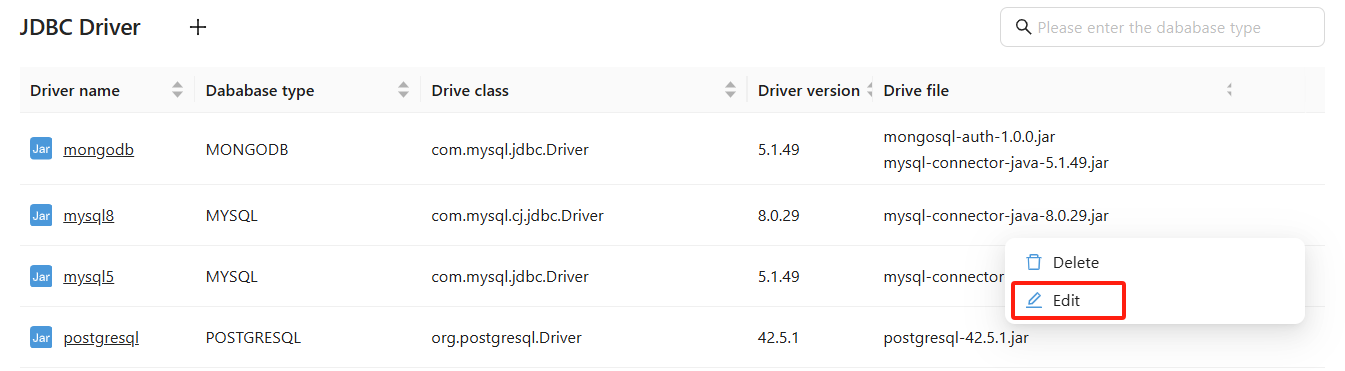 JDBC Driver +
Please enter the dababase type
Driver name Dababase type Drive class Driver version Drive file
mongosql-auth-1.0.0.jar
Jar mongodb MONGODB com.mysql.jdbc.Driver 5.1.49
mysql-connector-java-5.1.49.jar
Jar mysql8 MYSQL com.mysql.cj.jdbc.Driver 8.0.29 mysql-connector-java-8.0.29.jar
Delete
Jar mysql5 MYSQL com.mysql.jdbc.Driver 5.1.49 mysql-connector
Edit
Jar postgresql POSTGRESQL org.postgresql.Driver 42.5.1 postgresql-42.5.1.jar